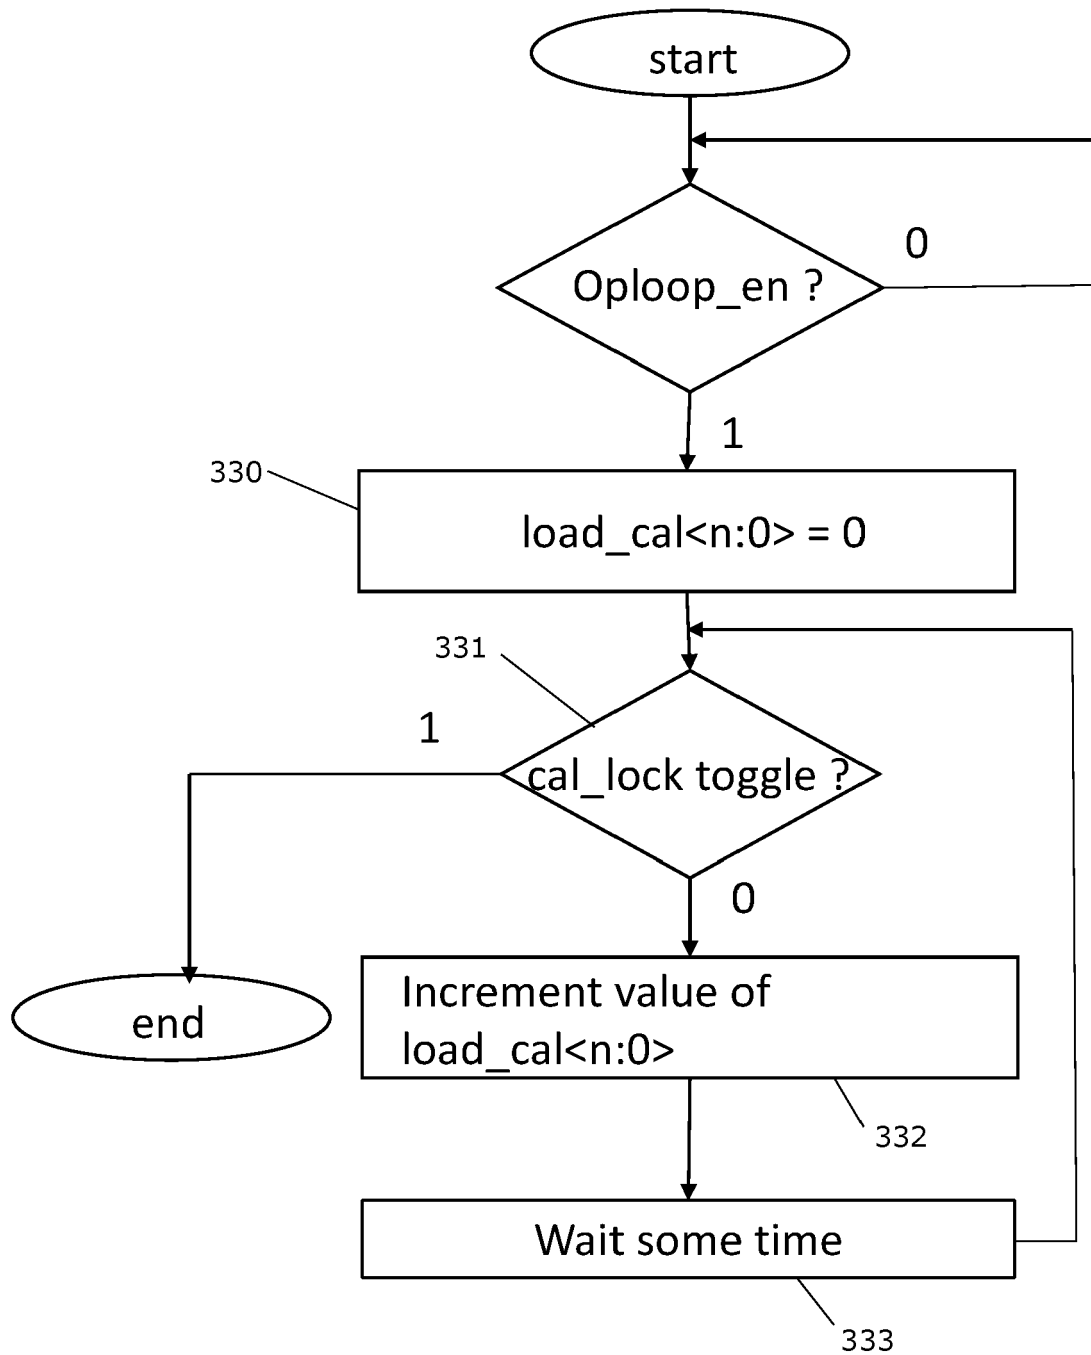 start
0
Oploop_en ?
1
330
load_cal<n:0> = 0
331
1
cal_lock toggle ?
0
Increment value of
load_cal<n:0>
end
332
Wait some time
333